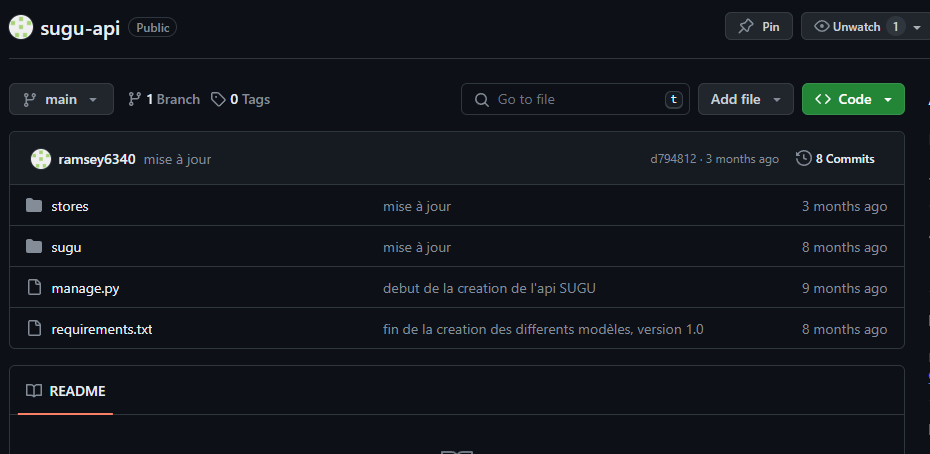 sugu-api Public Pin Unwatch 1
main 1 Branch 0 Tags Go to file t Add file Code
ramsey6340 mise à jour d794812 · 3 months ago 8 Commits
stores mise à jour 3 months ago
sugu mise à jour 8 months ago
manage.py debut de la creation de l'api SUGU 9 months ago
requirements.txt fin de la creation des differents modèles, version 1.0 8 months ago
README